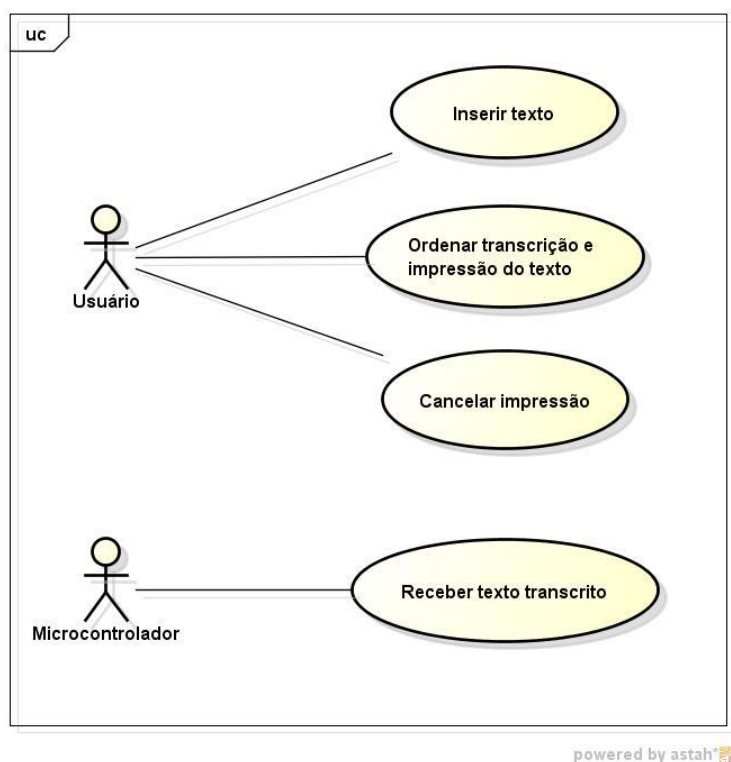 uc
Inserir texto
Ordenar transcrição e
impressão do texto
Usuário
Cancelar impressão
Receber texto transcrito
Microcontrolador
powered by astah*